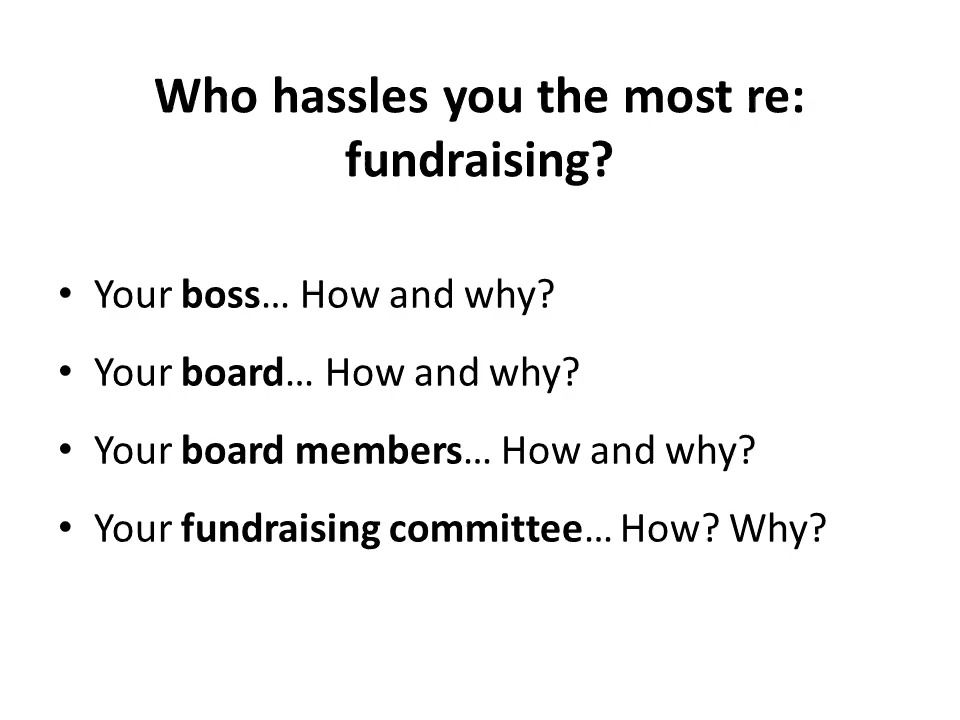 Who hassles you the most re:
fundraising?
• Your boss… How and why?
• Your board… How and why?
• Your board members… How and why?
• Your fundraising committee… How? Why?